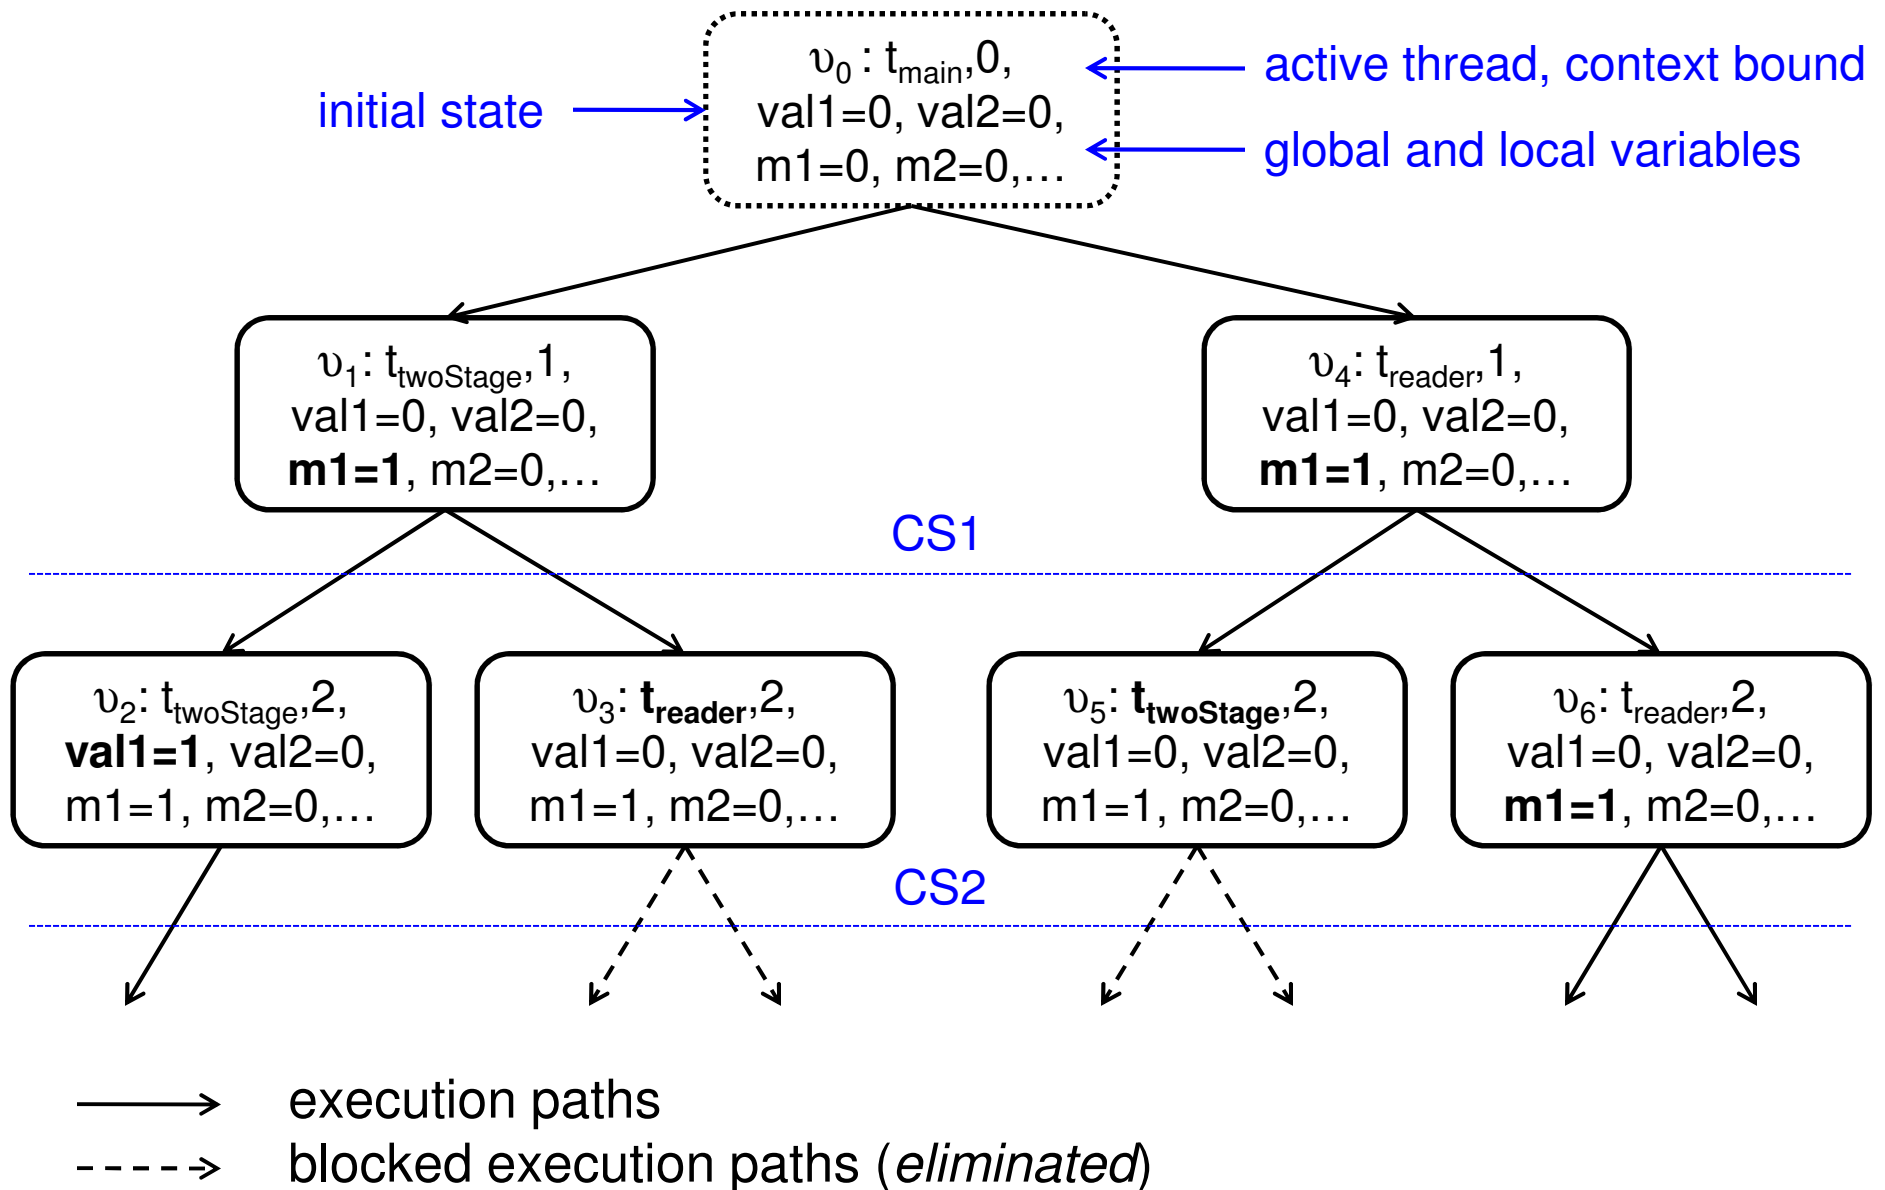 initial state
υ0 : tmain,0,
val1=0, val2=0,
m1=0, m2=0,…
active thread, context bound
global and local variables
υ1: ttwoStage,1,
val1=0, val2=0,
m1=1, m2=0,…
υ4: treader,1,
val1=0, val2=0,
m1=1, m2=0,…
CS1
υ2: ttwoStage,2,
val1=1, val2=0,
m1=1, m2=0,…
υ3: treader,2,
val1=0, val2=0,
m1=1, m2=0,…
υ5: ttwoStage,2,
val1=0, val2=0,
m1=1, m2=0,…
υ6: treader,2,
val1=0, val2=0,
m1=1, m2=0,…
CS2
execution paths
blocked execution paths (eliminated)